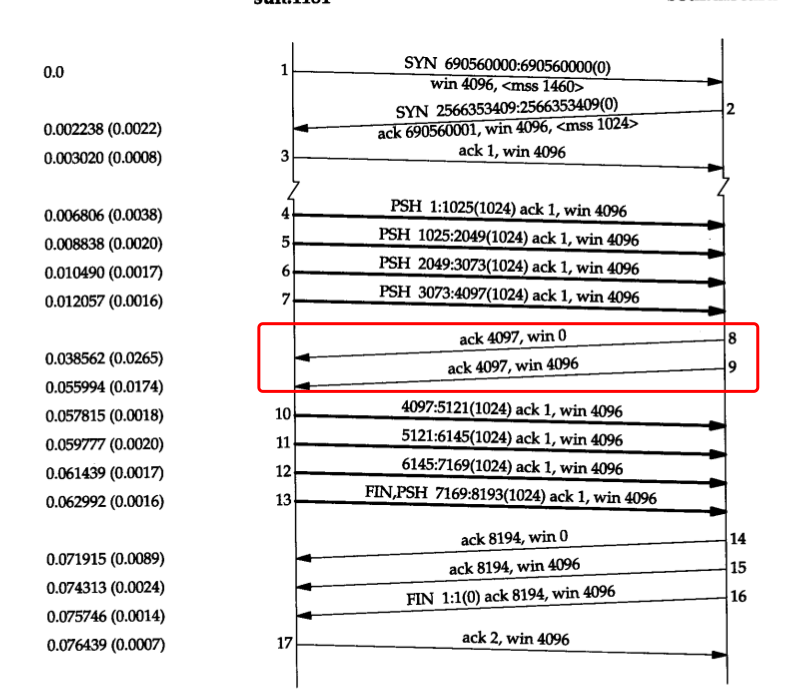 sun.1181
0.0
1
SYN 690560000:690560000(0)
win 4096, <mss 1460>
SYN 2566353409:2566353409(0)
2
0.002238 (0.0022)
ack 690560001, win 4096, <mss 1024>
0.003020 (0.0008)
3
ack 1, win 4096
0.006806 (0.0038)
4
PSH 1:1025(1024) ack 1, win 4096
0.008838 (0.0020)
5
PSH 1025:2049(1024) ack 1, win 4096
0.010490 (0.0017)
6
PSH 2049:3073(1024) ack 1, win 4096
0.012057 (0.0016)
7
PSH 3073:4097(1024) ack 1, win 4096
ack 4097, win 0
8
0.038562 (0.0265)
ack 4097, win 4096
9
0.055994 (0.0174)
0.057815 (0.0018)
10
4097:5121(1024) ack 1, win 4096
0.059777 (0.0020)
11
5121:6145(1024) ack 1, win 4096
0.061439 (0.0017)
12
6145:7169(1024) ack 1, win 4096
0.062992 (0.0016)
13
FIN,PSH 7169:8193(1024) ack 1, win 4096
ack 8194, win 0
14
0.071915 (0.0089)
ack 8194, win 4096
15
0.074313 (0.0024)
FIN 1:1(0) ack 8194, win 4096
16
0.075746 (0.0014)
0.076439 (0.0007)
17
ack 2, win 4096